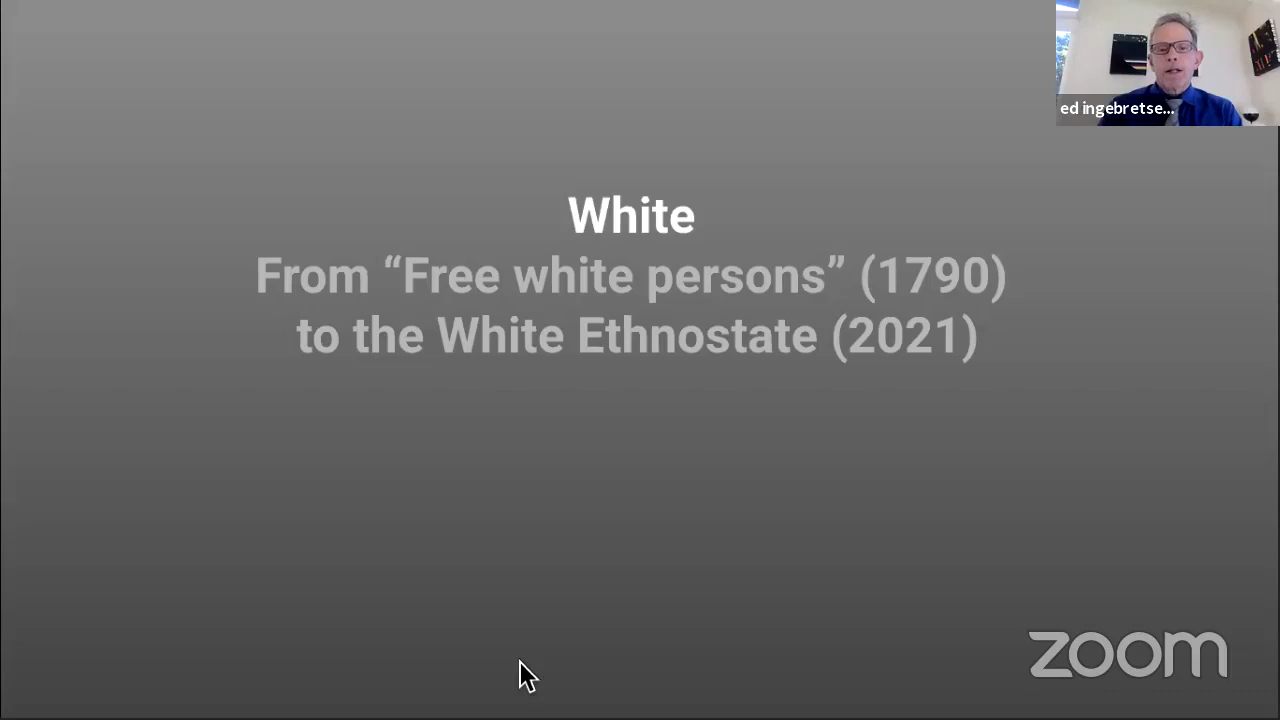 ed ingebretse...
White
From “Free white persons” (1790)
to the White Ethnostate (2021)
zoom